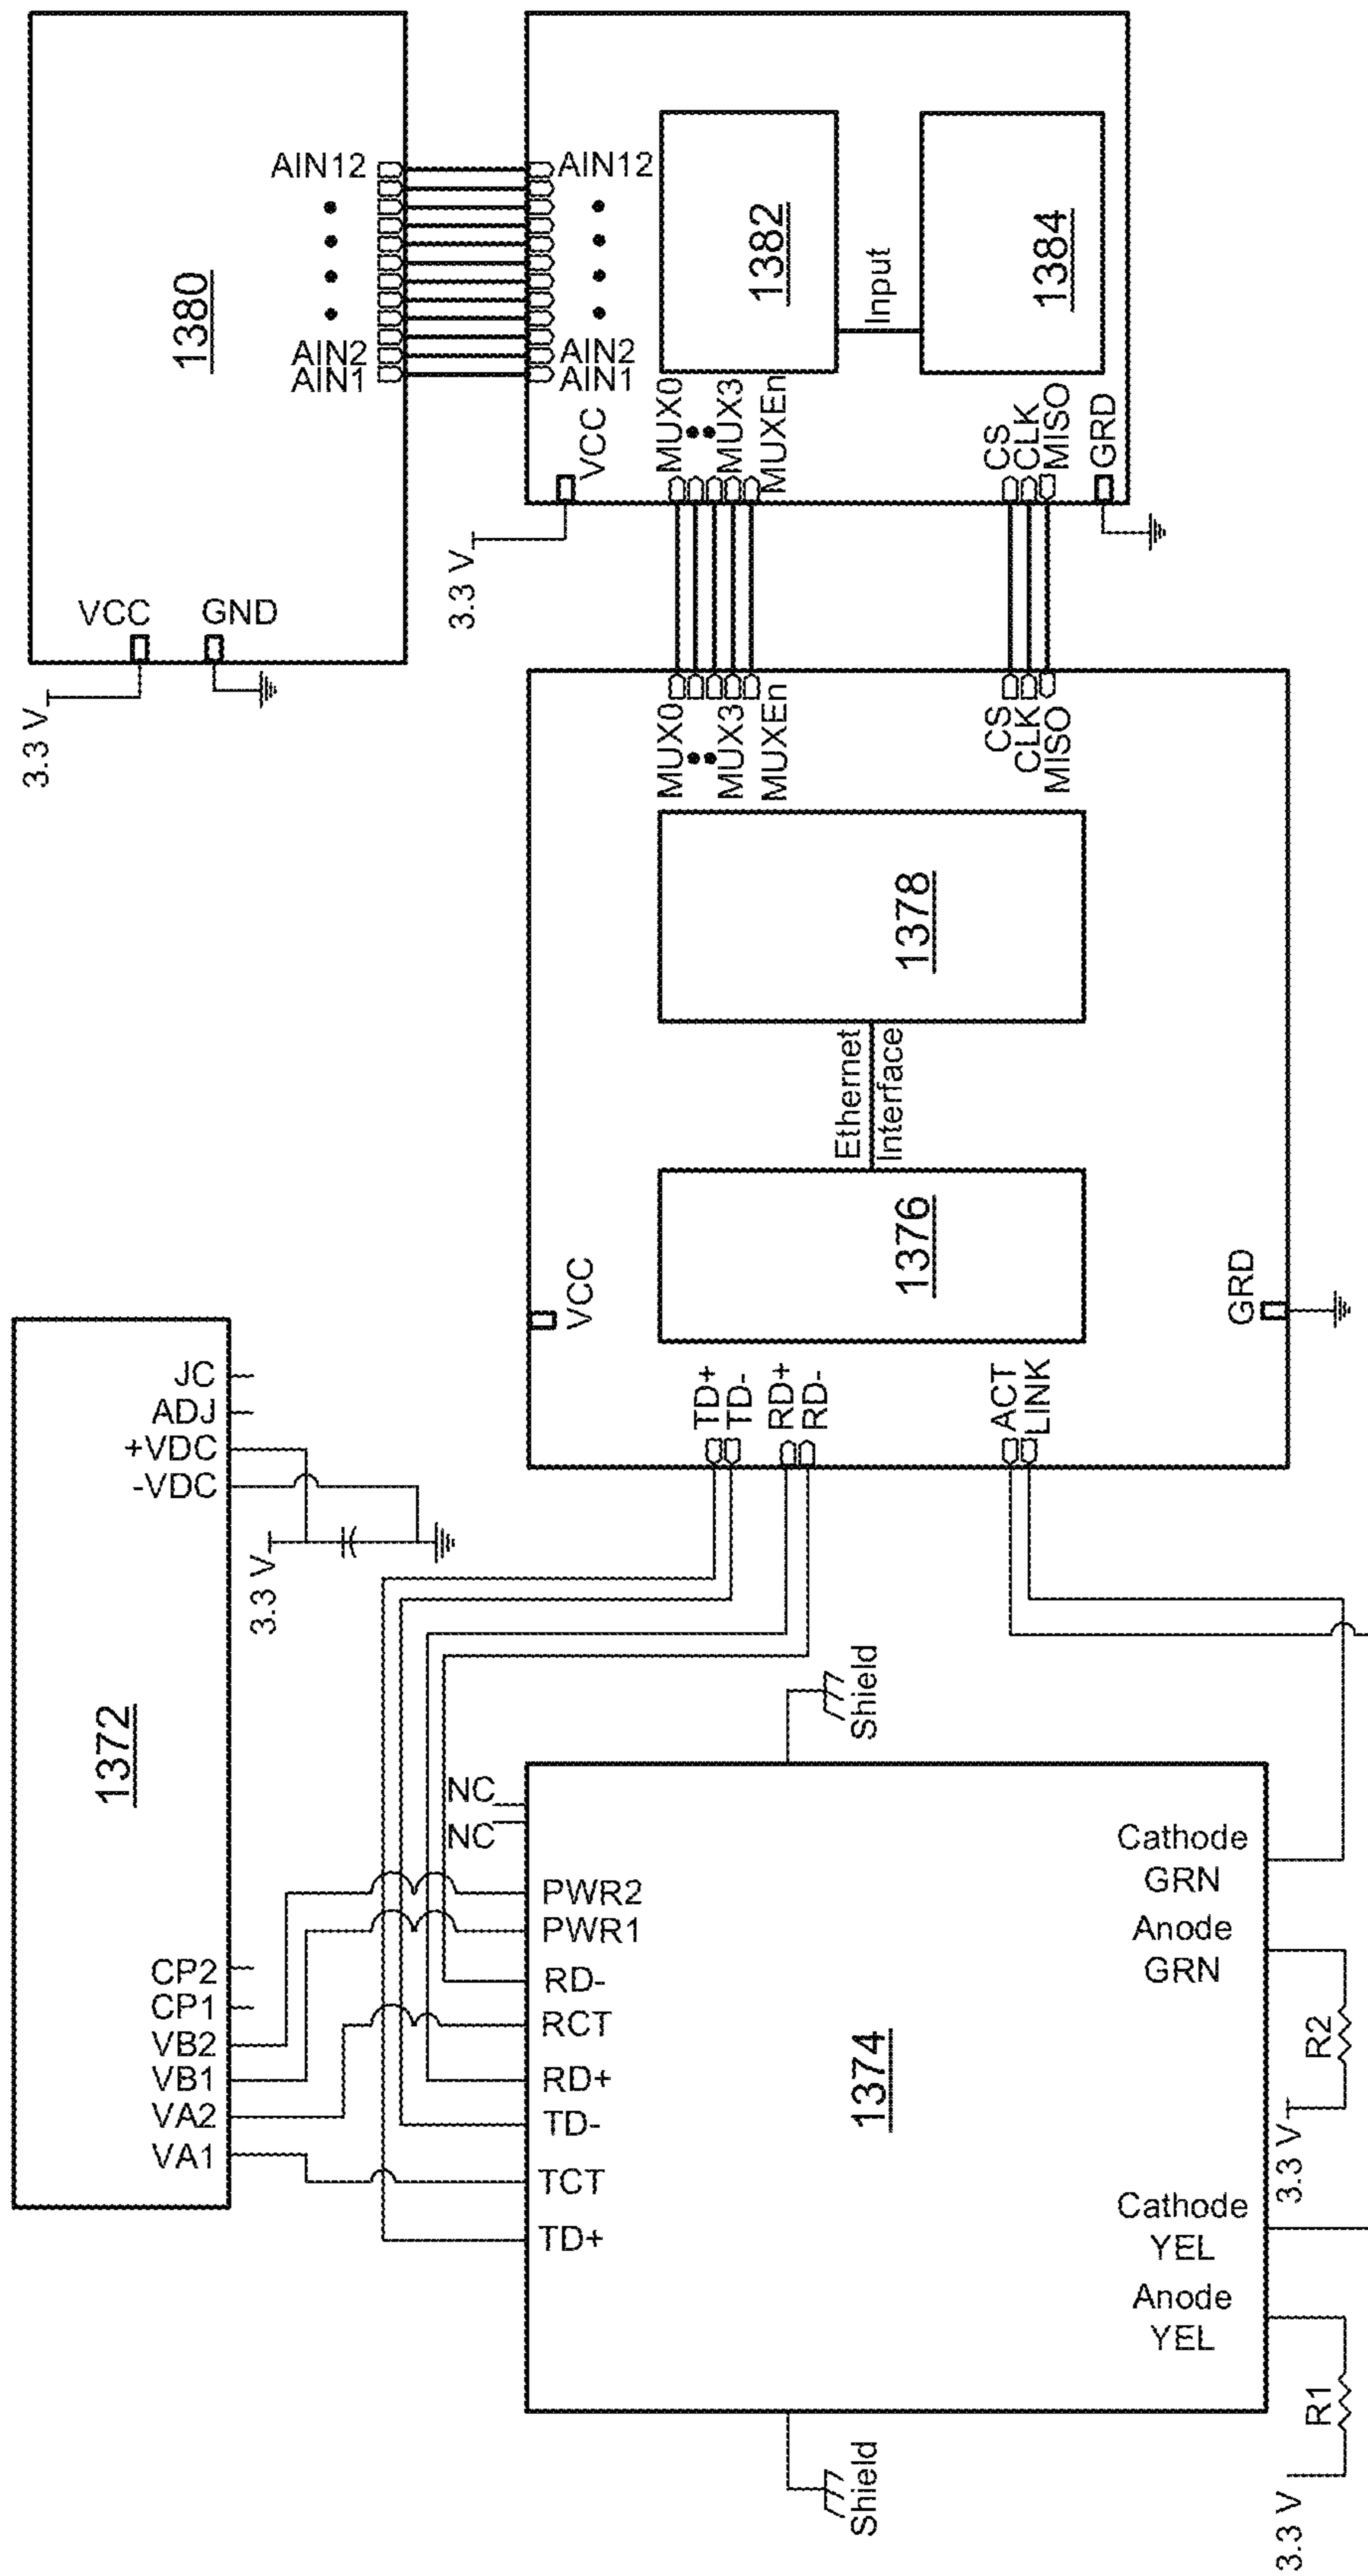 1380
AIN12
AIN2
AIN1
VCC
GND
3.3 V
AIN12
AIN2
AIN1
1382
Input
1384
VCC
3.3 V
MUX0
MUX3
MUXEn
CS
CLK
MISO
GRD
MUX0
MUX3
MUXEn
CS
CLK
MISO
1378
Ethernet
Interface
1376
VCC
GRD
TD+
TD-
RD+
RD-
ACT
LINK
1372
JC
ADJ
+VDC
-VDC
3.3 V
CP2
CP1
VB2
VB1
VA2
VA1
NC
NC
PWR2
PWR1
RD-
RCT
RD+
TD-
TCT
TD+
1374
Shield
Shield
Cathode
GRN
Anode
GRN
Cathode
YEL
Anode
YEL
R2
3.3 V
R1
3.3 V